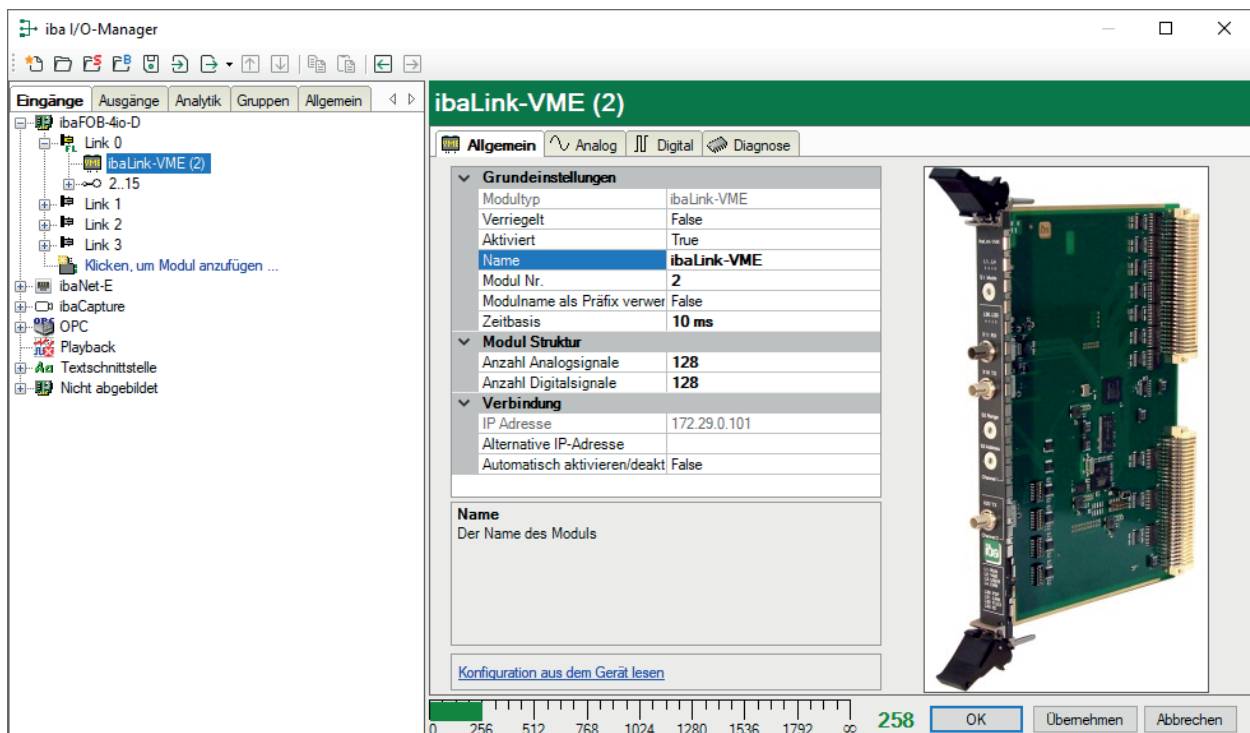 iba I/O-Manager
Eingänge Ausgänge Analytik Gruppen Allgemein
ibaFOB-4io-D
Link 0
ibaLink-VME (2)
2..15
Link 1
Link 2
Link 3
Klicken, um Modul anzufügen ...
ibaNet-E
ibaCapture
OPC
Playback
Textschnittstelle
Nicht abgebildet
ibaLink-VME (2)
Allgemein Analog Digital Diagnose
Grundeinstellungen
Modultyp ibaLink-VME
Verriegelt False
Aktiviert True
Name ibaLink-VME
Modul Nr. 2
Modulname als Präfix verwer False
Zeitbasis 10 ms
Modul Struktur
Anzahl Analogsignale 128
Anzahl Digitalsignale 128
Verbindung
IP Adresse 172.29.0.101
Alternative IP-Adresse
Automatisch aktivieren/deakt False
Name
Der Name des Moduls
Konfiguration aus dem Gerät lesen
0 256 512 768 1024 1280 1536 1792 ∞
258 OK Übernehmen Abbrechen